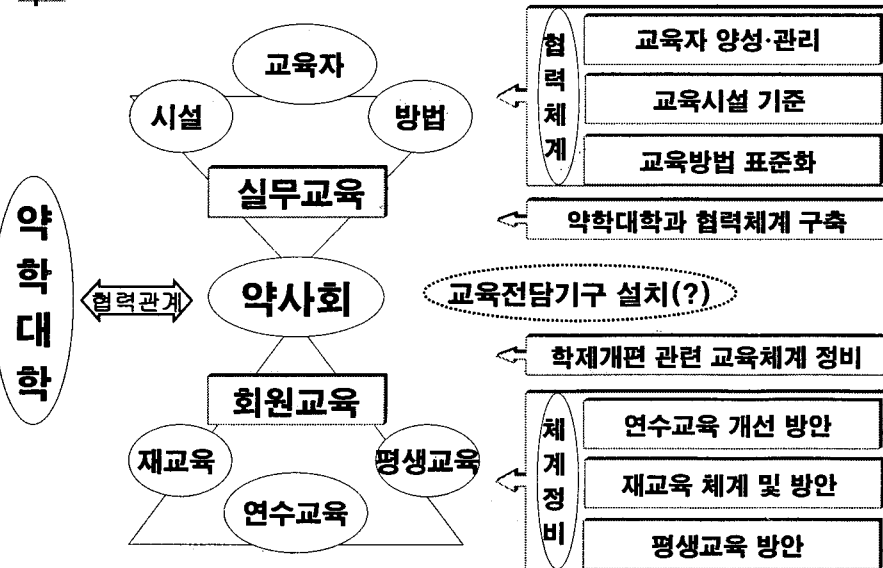 교육자
시설
방법
실무교육
약학대학
협력관계
약사회
회원교육
재교육
평생교육
연수교육
협력체계
교육자 양성·관리
교육시설 기준
교육방법 표준화
약학대학과 협력체계 구축
교육전담기구 설치(?)
학제개편 관련 교육체계 정비
체계정비
연수교육 개선 방안
재교육 체계 및 방안
평생교육 방안